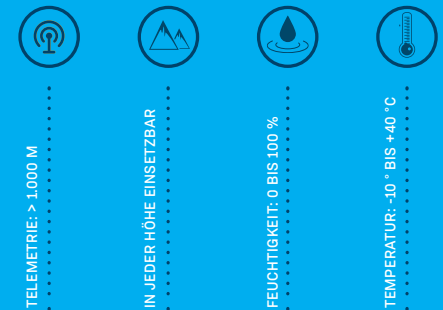 TELEMETRIE: > 1.000 M
IN JEDER HÖHE EINSETZBAR
FEUCHTIGKEIT: 0 BIS 100 %
TEMPERATUR: -10 ° BIS +40 °C